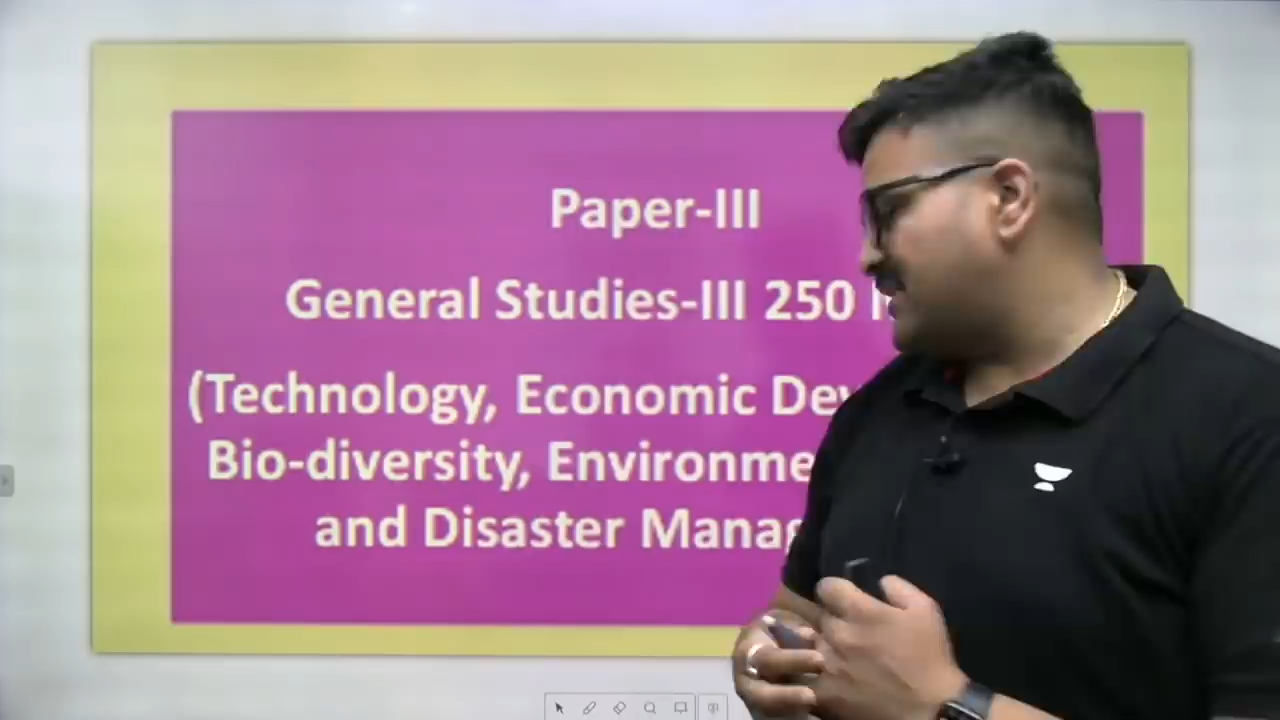 Paper-III
General Studies-III 250
(Technology, Economic
Bio-diversity,
and Disaster